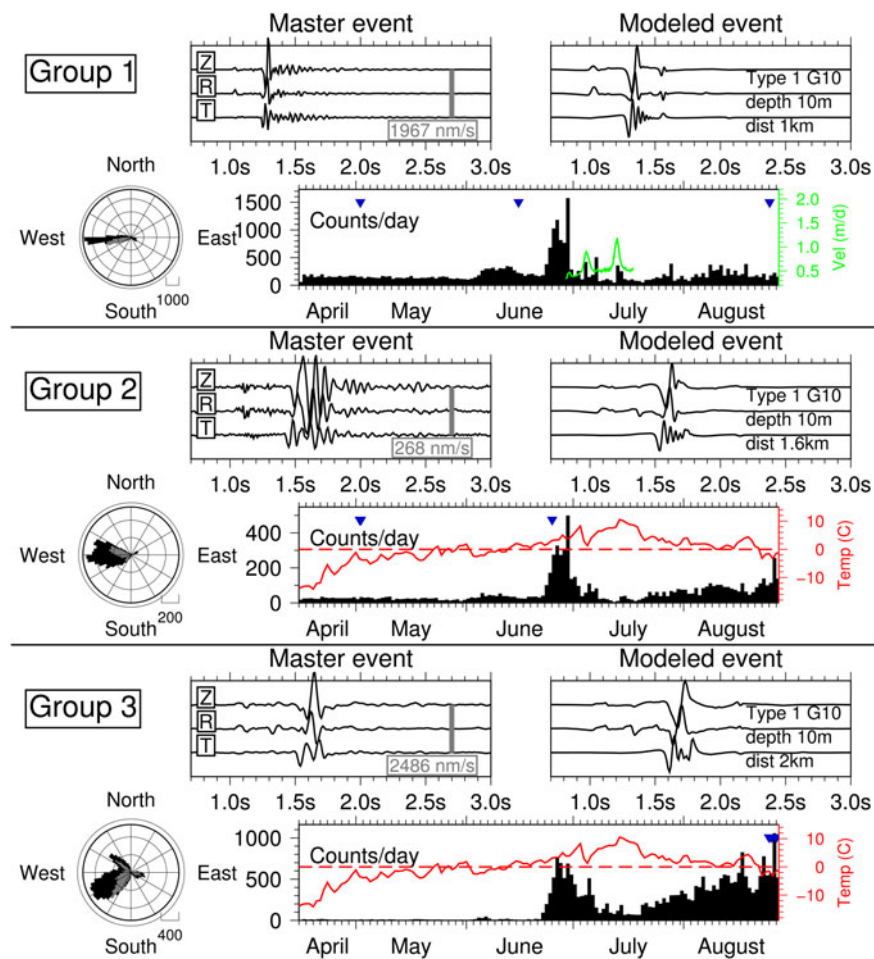 Master event Modeled event
Group 1
Z
R
T
1967 nm/s
Type 1 G10
depth 10m
dist 1km
1.0s 1.5s 2.0s 2.5s 3.0s 1.0s 1.5s 2.0s 2.5s 3.0s
North
West East
South
1000
1500
1000
500
0
Counts/day
2.0
1.5
1.0
0.5
Vel (m/d)
April May June July August
Master event Modeled event
Group 2
Z
R
T
268 nm/s
Type 1 G10
depth 10m
dist 1.6km
1.0s 1.5s 2.0s 2.5s 3.0s 1.0s 1.5s 2.0s 2.5s 3.0s
North
West East
South
200
400
200
0
Counts/day
10
0
−10
Temp (C)
April May June July August
Master event Modeled event
Group 3
Z
R
T
2486 nm/s
Type 1 G10
depth 10m
dist 2km
1.0s 1.5s 2.0s 2.5s 3.0s 1.0s 1.5s 2.0s 2.5s 3.0s
North
West East
South
400
1000
500
0
Counts/day
10
0
−10
Temp (C)
April May June July August